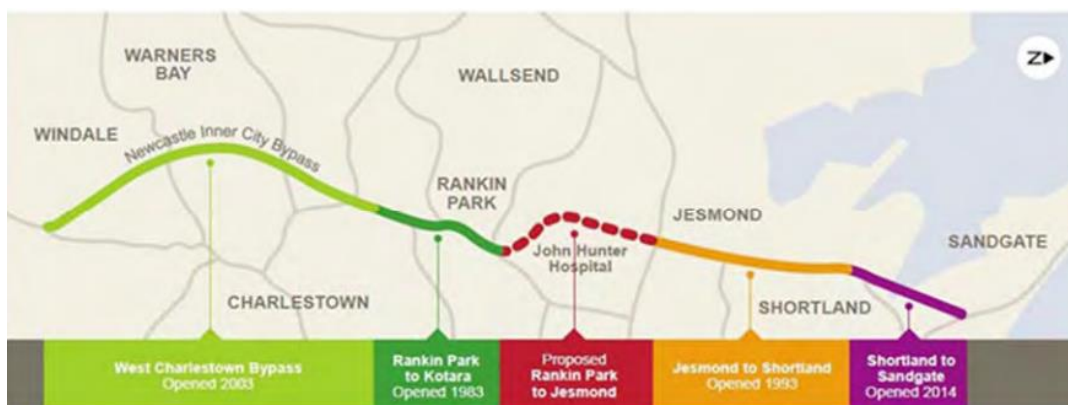 WARNERS
BAY
WALLSEND
WINDALE
Newcastle Inner City Bypass
RANKIN
PARK
JESMOND
John Hunter
Hospital
SANDGATE
CHARLESTOWN
SHORTLAND
West Charlestown Bypass
Opened 2003
Rankin Park
to Kotara
Opened 1983
Proposed
Rankin Park
to Jesmond
Jesmond to Shortland
Opened 1993
Shortland to
Sandgate
Opened 2014
Z